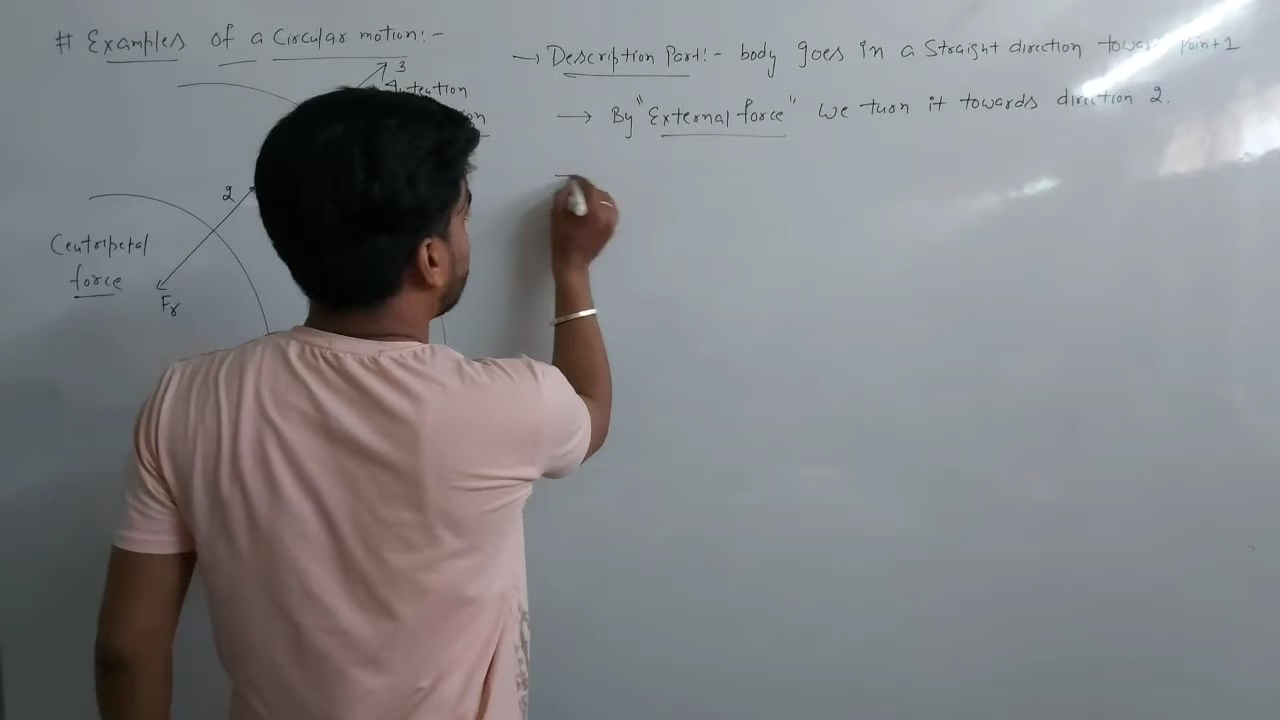 # Examples of a Circular motion:-
3
2
Centripetal
force
Fr
→ Description Part:- body goes in a Straight direction towards Point 1
→ By "External force" we turn it towards direction 2.